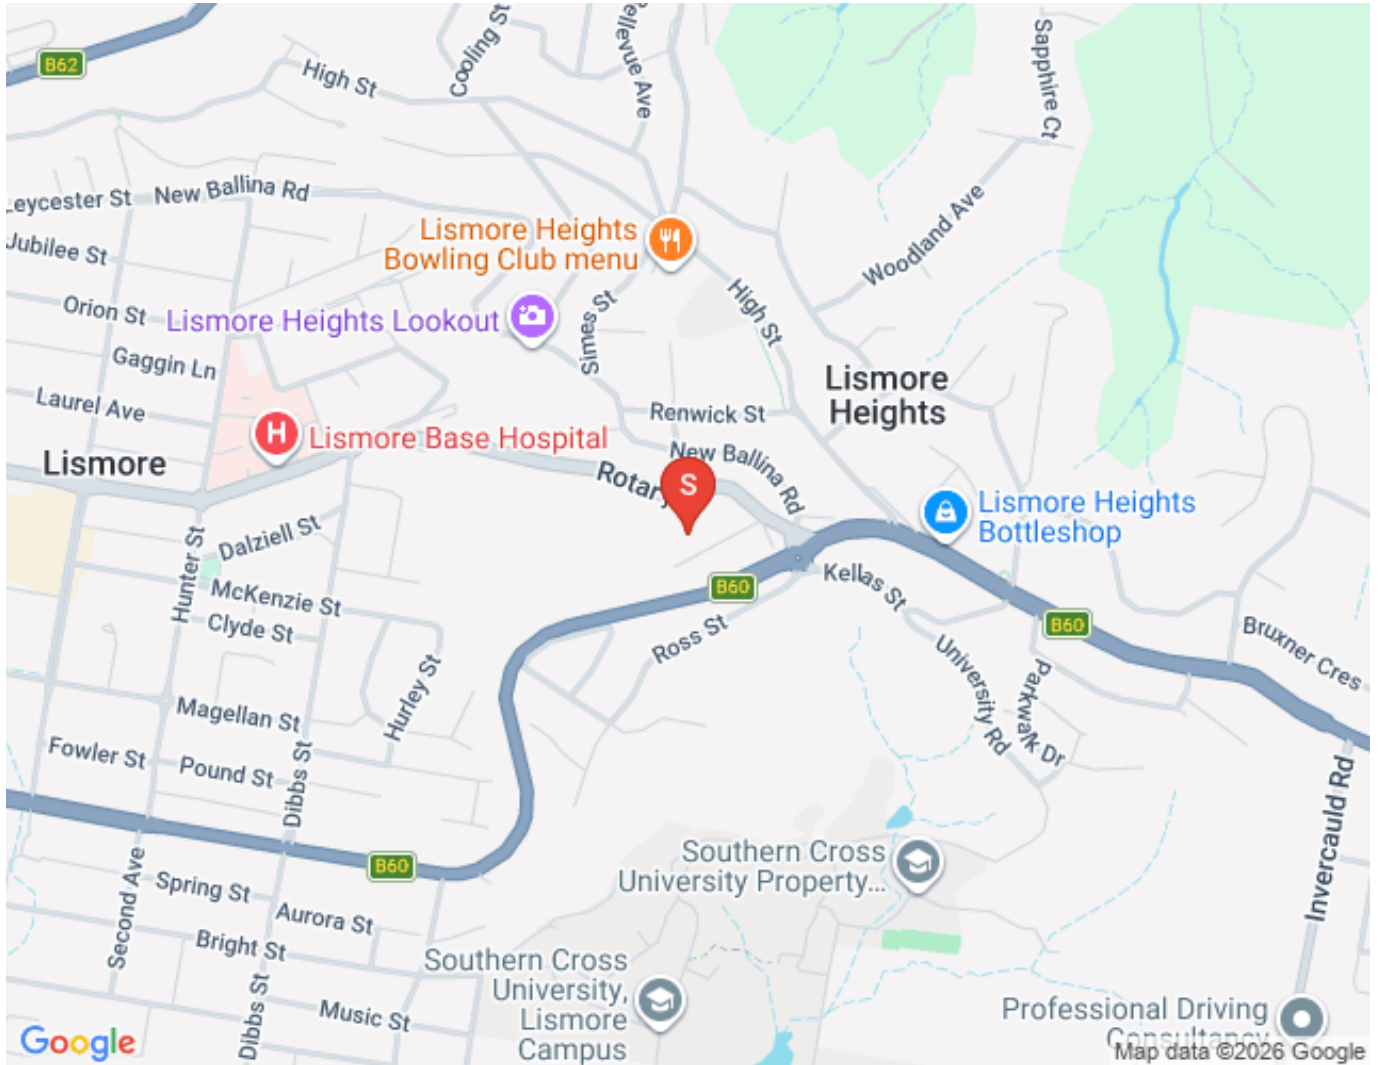 B62
High St
Cooling St
ellevue Ave
Sapphire Ct
Leycester St
New Ballina Rd
Jubilee St
Lismore Heights
Bowling Club menu
Woodland Ave
Orion St
Lismore Heights Lookout
Simes St
High St
Gaggin Ln
Lismore
Heights
Laurel Ave
Renwick St
H
Lismore Base Hospital
Lismore
New Ballina Rd
Rotary
S
Lismore Heights
Bottleshop
Dalziell St
Hunter St
McKenzie St
Clyde St
B60
Kellas St
Ross St
B60
Bruxner Cres
University Rd
Parkwalk Dr
Hurley St
Magellan St
Fowler St
Pound St
Dibbs St
Invercauld Rd
B60
Southern Cross
University Property...
Second Ave
Spring St
Aurora St
Bright St
Southern Cross
University,
Lismore
Campus
Dibbs St
Music St
Professional Driving
Consultancy
Google
Map data ©2026 Google